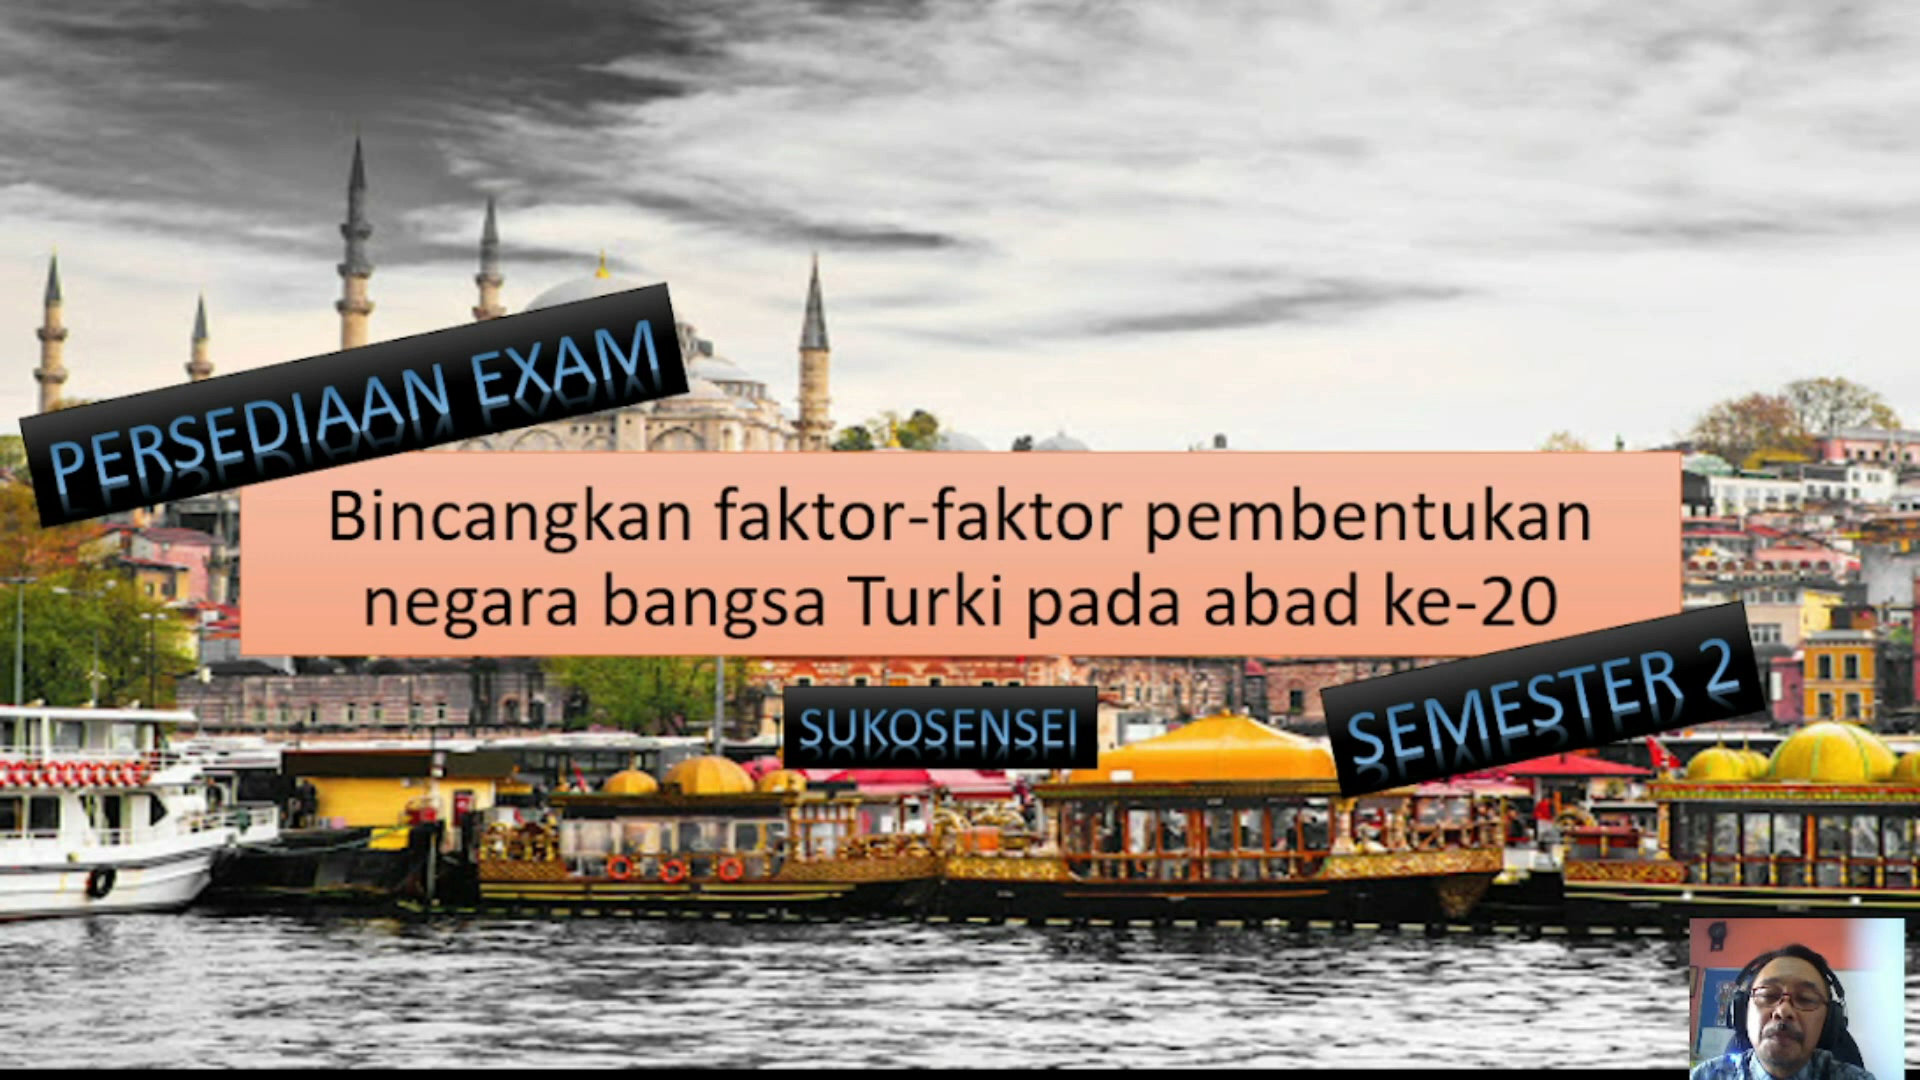 PERSEDIAAN EXAM
Bincangkan faktor-faktor pembentukan
negara bangsa Turki pada abad ke-20
SUKOSENSEI
SEMESTER 2